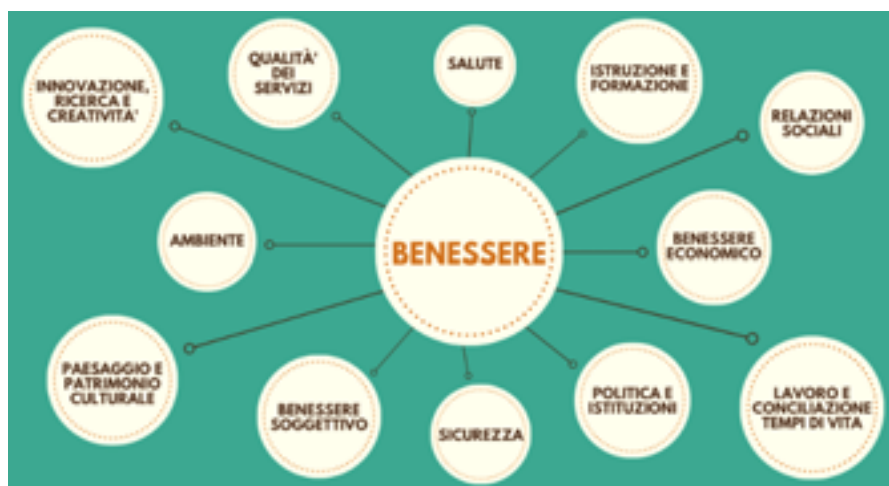 INNOVAZIONE,
RICERCA E
CREATIVITA'
QUALITÀ'
DEI
SERVIZI
SALUTE
ISTRUZIONE E
FORMAZIONE
RELAZIONI
SOCIALI
AMBIENTE
BENESSERE
BENESSERE
ECONOMICO
PAESAGGIO E
PATRIMONIO
CULTURALE
BENESSERE
SOGGETTIVO
SICUREZZA
POLITICA E
ISTITUZIONI
LAVORO E
CONCILIAZIONE
TEMPI DI VITA